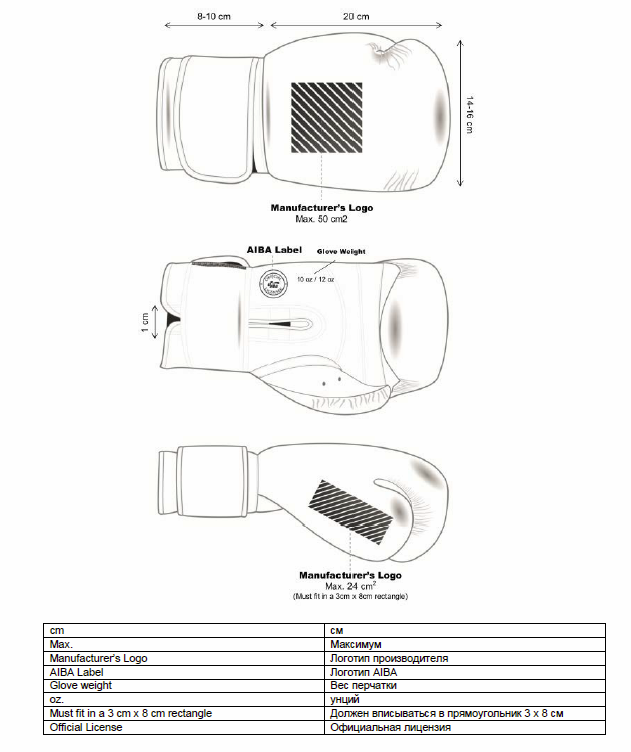 8-10 cm
20 cm
14-16 cm
Manufacturer's Logo
Max. 50 cm2
AIBA Label
Glove Weight
10 oz / 12 oz
1 cm
Manufacturer's Logo
Max. 24 cm²
(Must fit in a 3cm x 8cm rectangle)
cm см
Max. Максимум
Manufacturer's Logo Логотип производителя
AIBA Label Логотип AIBA
Glove weight Вес перчатки
oz. унций
Must fit in a 3 cm x 8 cm rectangle Должен вписываться в прямоугольник 3 х 8 см
Official License Официальная лицензия